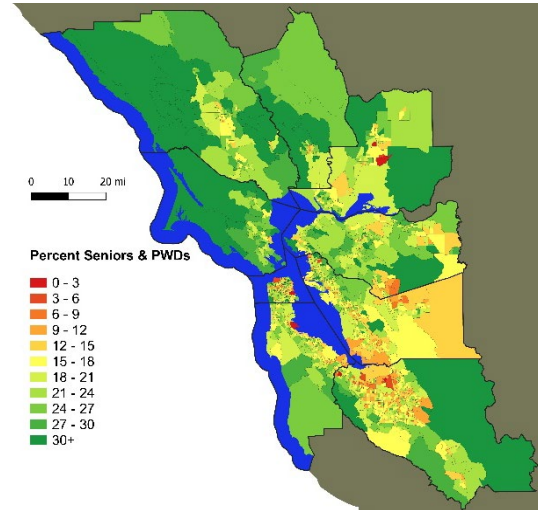 0 10 20 mi
Percent Seniors & PWDs
0 - 3
3 - 6
6 - 9
9 - 12
12 - 15
15 - 18
18 - 21
21 - 24
24 - 27
27 - 30
30+